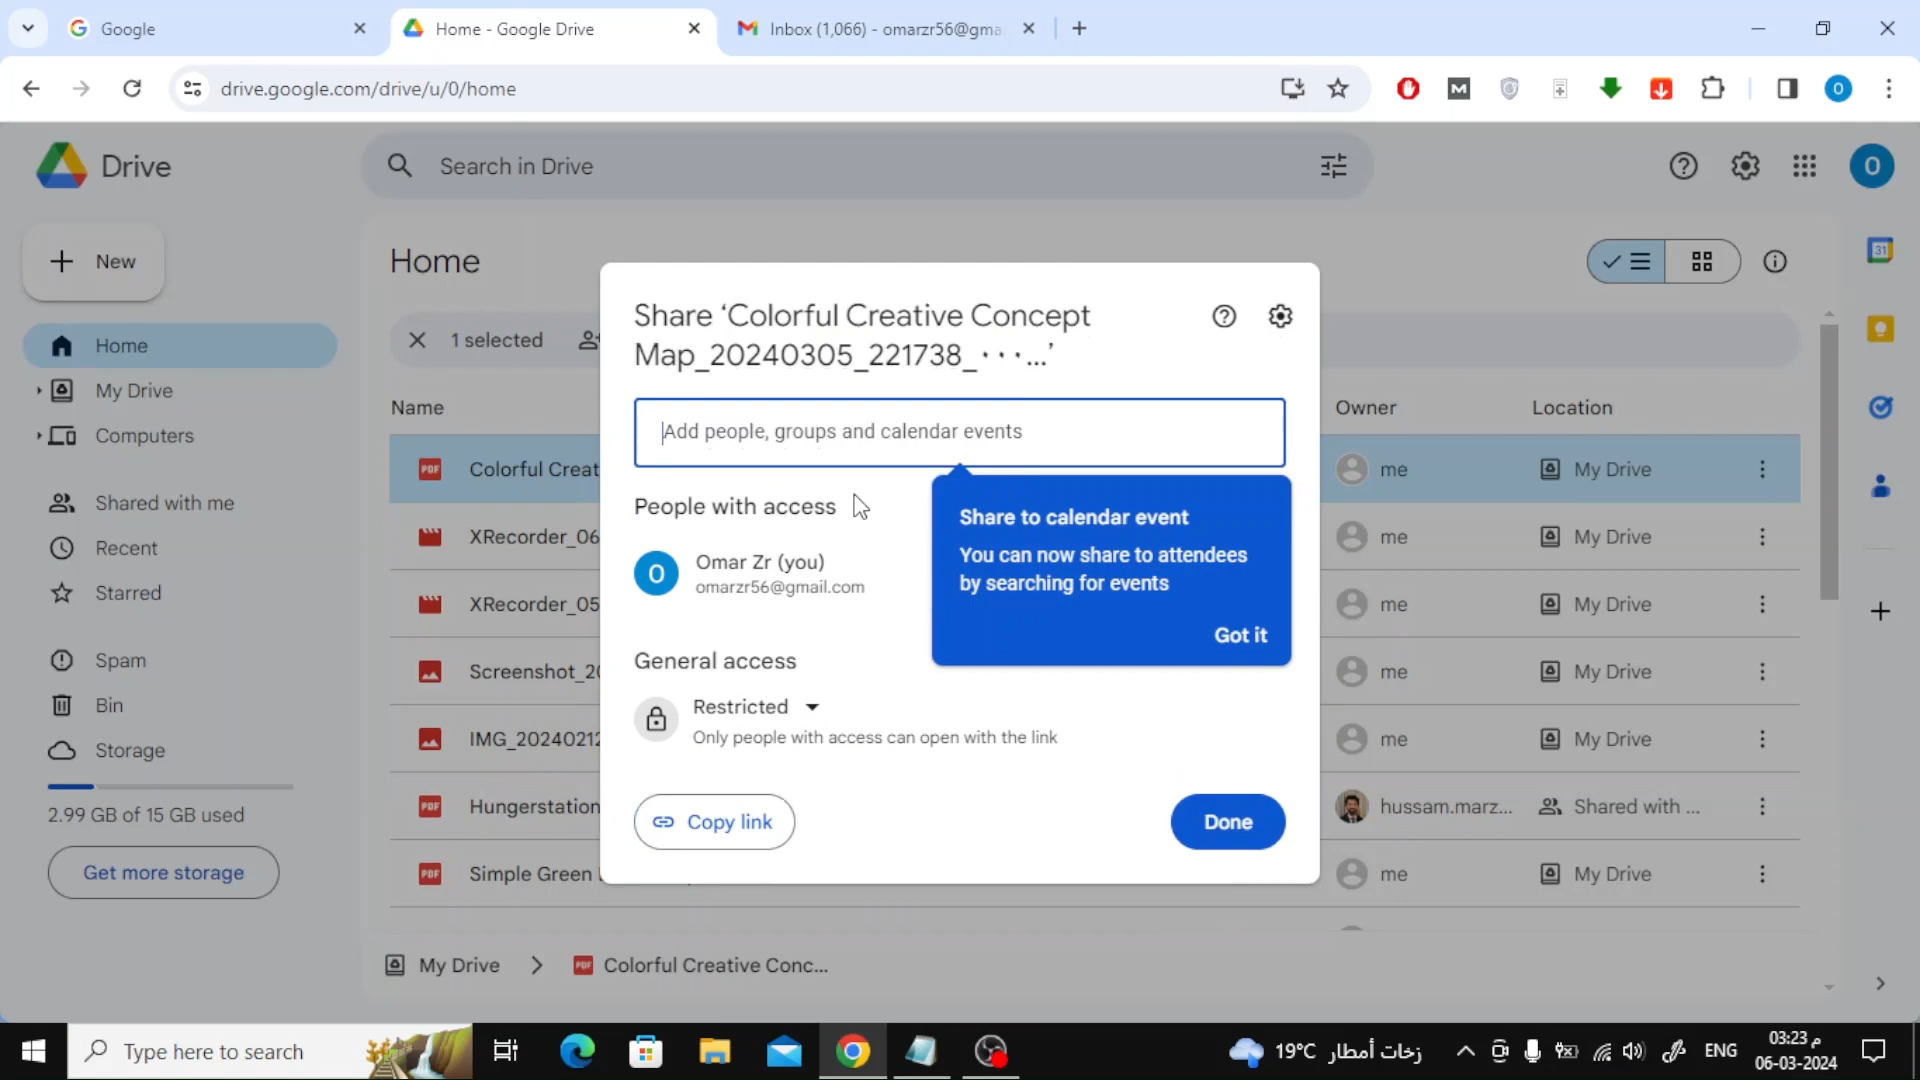 Google
Home - Google Drive
Inbox (1,066) - omarzr56@gma
drive.google.com/drive/u/0/home
O
Drive
Search in Drive
O
31
New
Home
My Drive
Computers
Shared with me
Recent
Starred
Spam
Bin
Storage
2.99 GB of 15 GB used
Get more storage
Home
1 selected
Name
Owner
Location
PDF Colorful Creat
me
My Drive
XRecorder_06
me
My Drive
XRecorder_05
me
My Drive
Screenshot_20
me
My Drive
IMG_20240212
me
My Drive
PDF Hungerstation
hussam.marz...
Shared with ...
PDF Simple Green
me
My Drive
My Drive
PDF Colorful Creative Conc...
Share ‘Colorful Creative Concept
Map_20240305_221738_٠٠٠...’
Add people, groups and calendar events
People with access
O
Omar Zr (you)
omarzr56@gmail.com
Share to calendar event
You can now share to attendees
by searching for events
Got it
General access
Restricted
Only people with access can open with the link
Copy link
Done
Type here to search
19°C زخات أمطار
ENG
03:23 م
06-03-2024